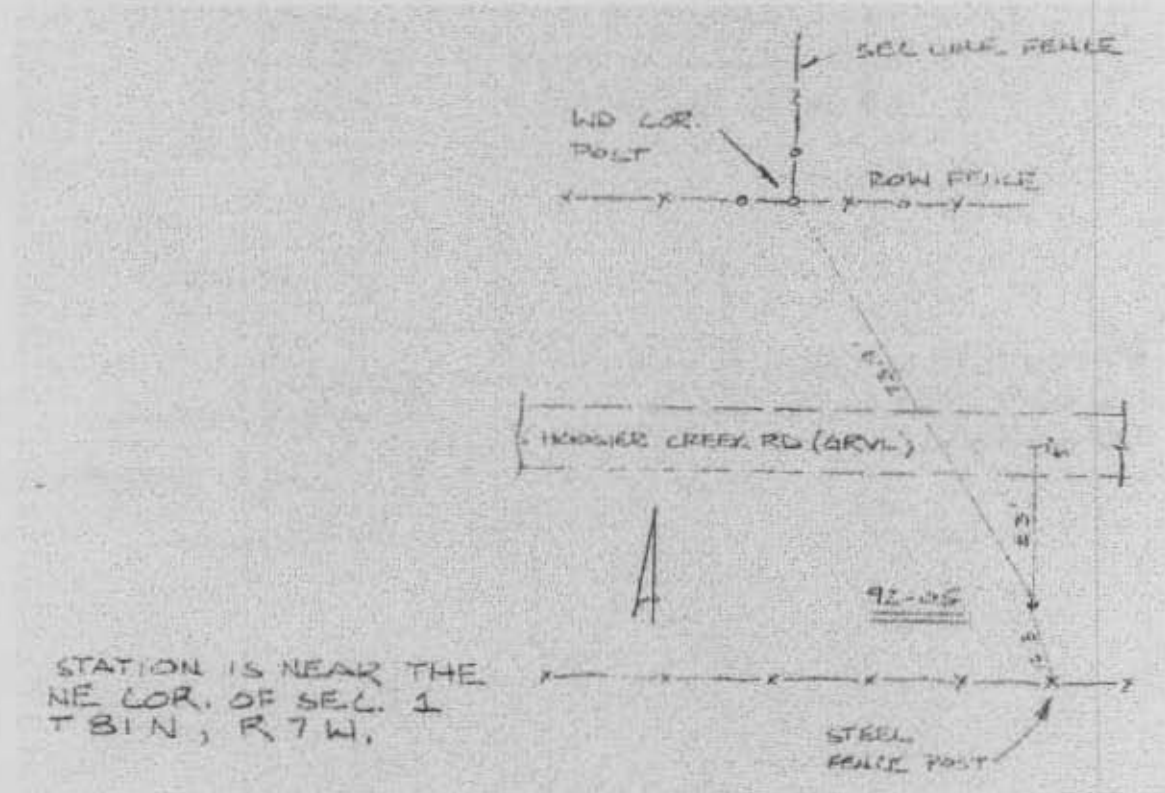 SEC LINE FENCE
WD COR.
POST
ROW FENCE
HOOSIER CREEK RD (GRVL)
23'
92-05
STATION IS NEAR THE
NE COR. OF SEC. 1
T 81 N, R 7 W.
STEEL
FENCE POST